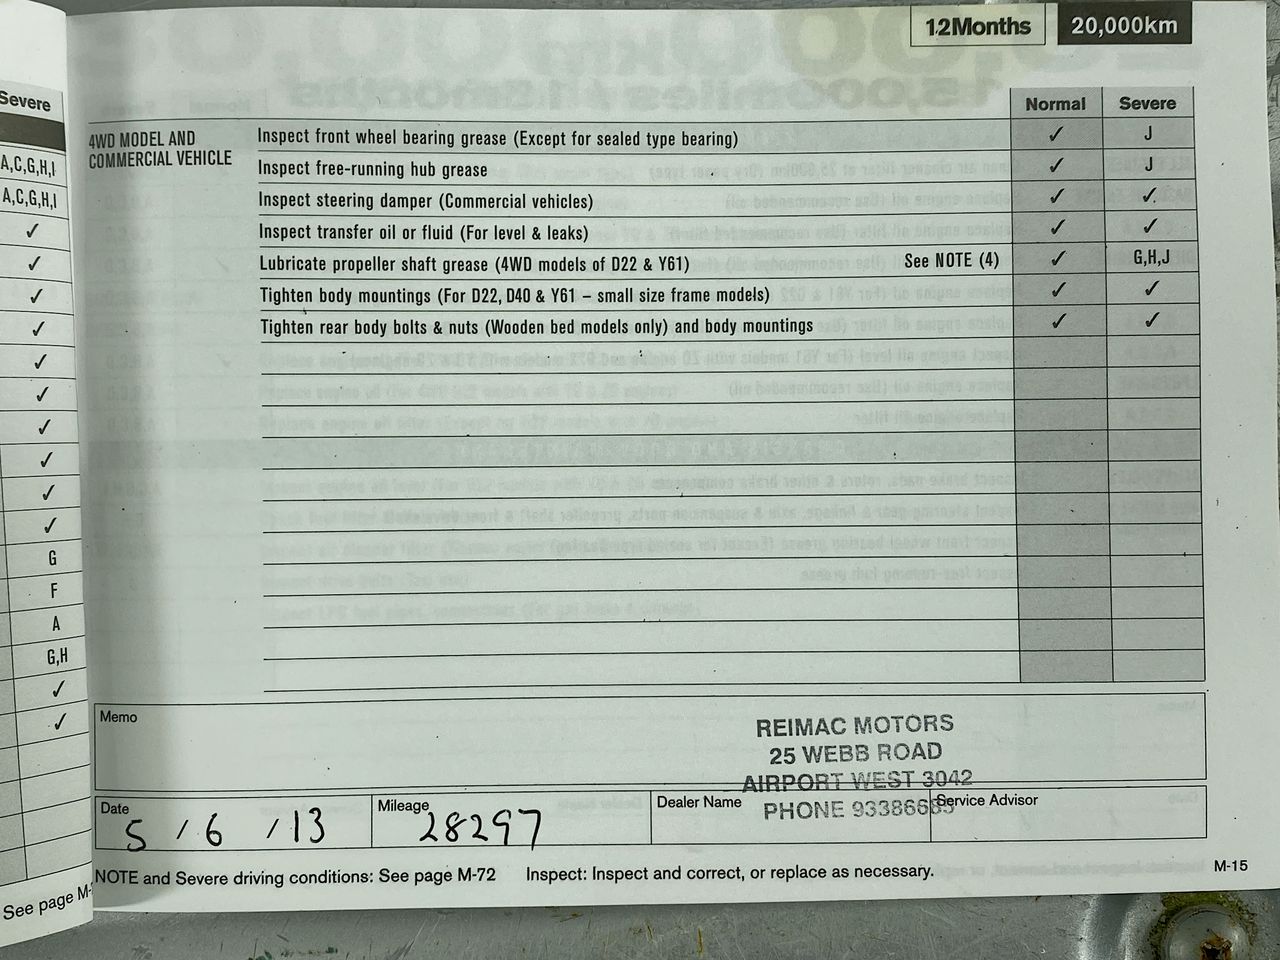 12Months 20,000km
Severe
A,C,G,H,I
A,C,G,H,I
✓
✓
✓
✓
✓
✓
✓
✓
✓
✓
G
F
A
G,H
✓
✓
See page M-
Normal Severe
4WD MODEL AND
COMMERCIAL VEHICLE
Inspect front wheel bearing grease (Except for sealed type bearing) ✓ J
Inspect free-running hub grease ✓ J
Inspect steering damper (Commercial vehicles) ✓ ✓
Inspect transfer oil or fluid (For level & leaks) ✓ ✓
Lubricate propeller shaft grease (4WD models of D22 & Y61) See NOTE (4) ✓ G,H,J
Tighten body mountings (For D22, D40 & Y61 – small size frame models) ✓ ✓
Tighten rear body bolts & nuts (Wooden bed models only) and body mountings ✓ ✓
Memo
REIMAC MOTORS
25 WEBB ROAD
AIRPORT WEST 3042
PHONE 93386685
Date 5 / 6 / 13
Mileage 28297
Dealer Name
Service Advisor
NOTE and Severe driving conditions: See page M-72 Inspect: Inspect and correct, or replace as necessary.
M-15